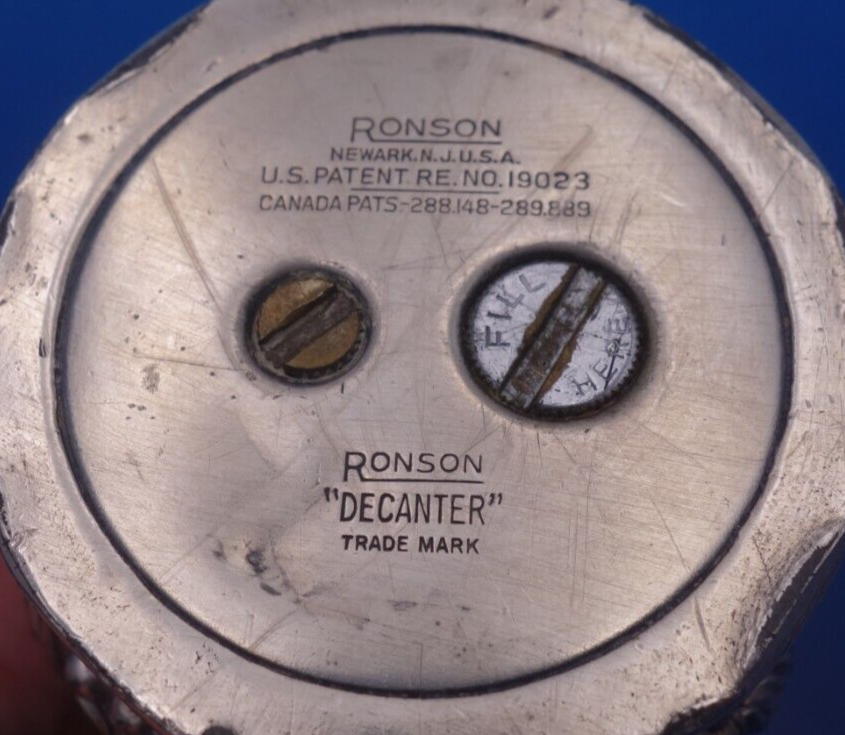 RONSON
NEWARK.N.J.U.S.A.
U.S. PATENT RE. NO. 19023
CANADA PATS-288.148-289.889
FILL
HERE
RONSON
"DECANTER"
TRADE MARK